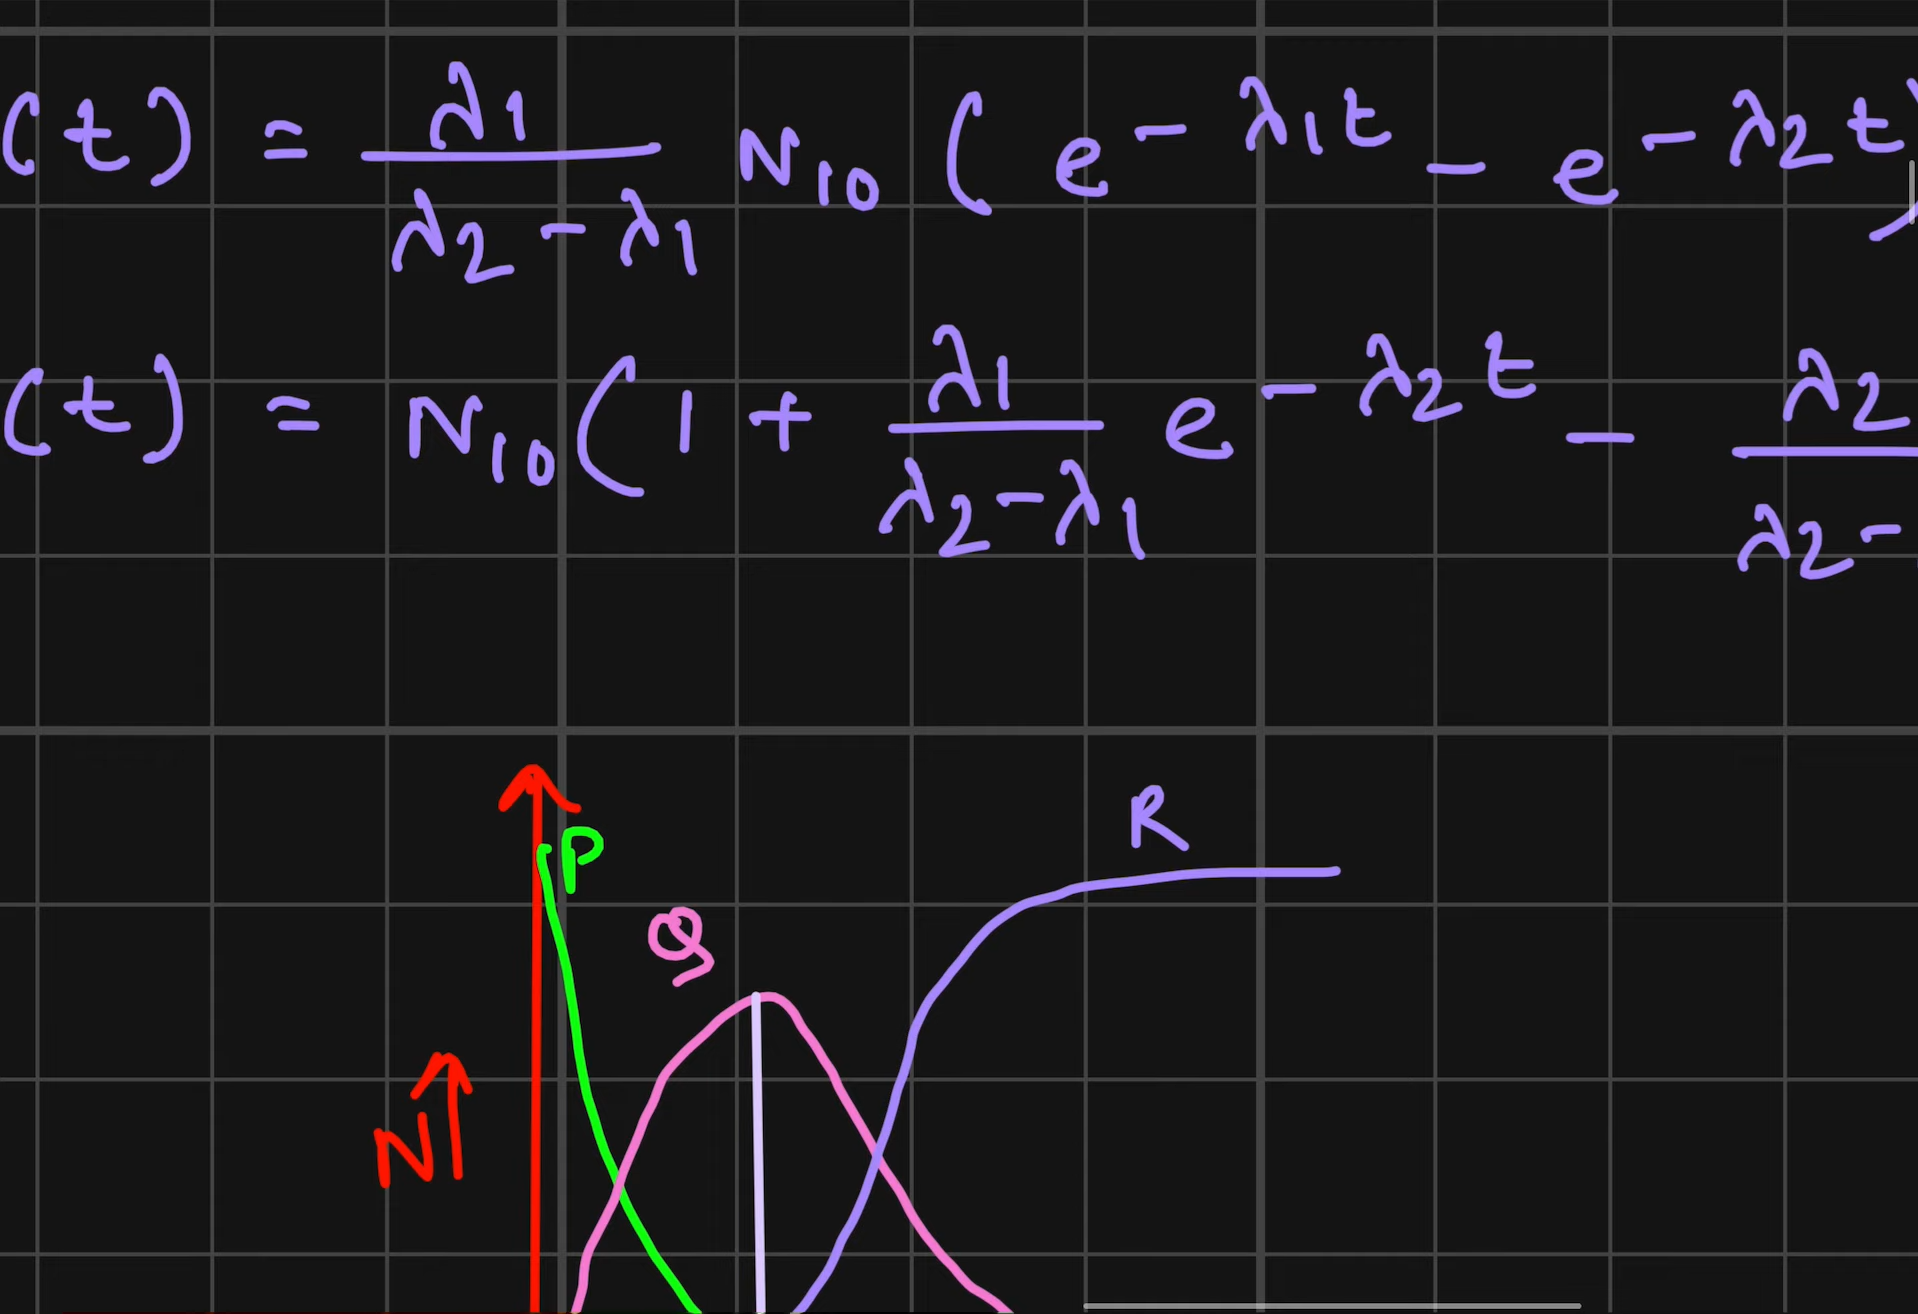 (t) = λ1/(λ2 - λ1) N10 (e^(-λ1t) - e^(-λ2t))
(t) = N10 (1 + λ1/(λ2-λ1) e^(-λ2t) - λ2/(λ2-
R
P
Q
N↑